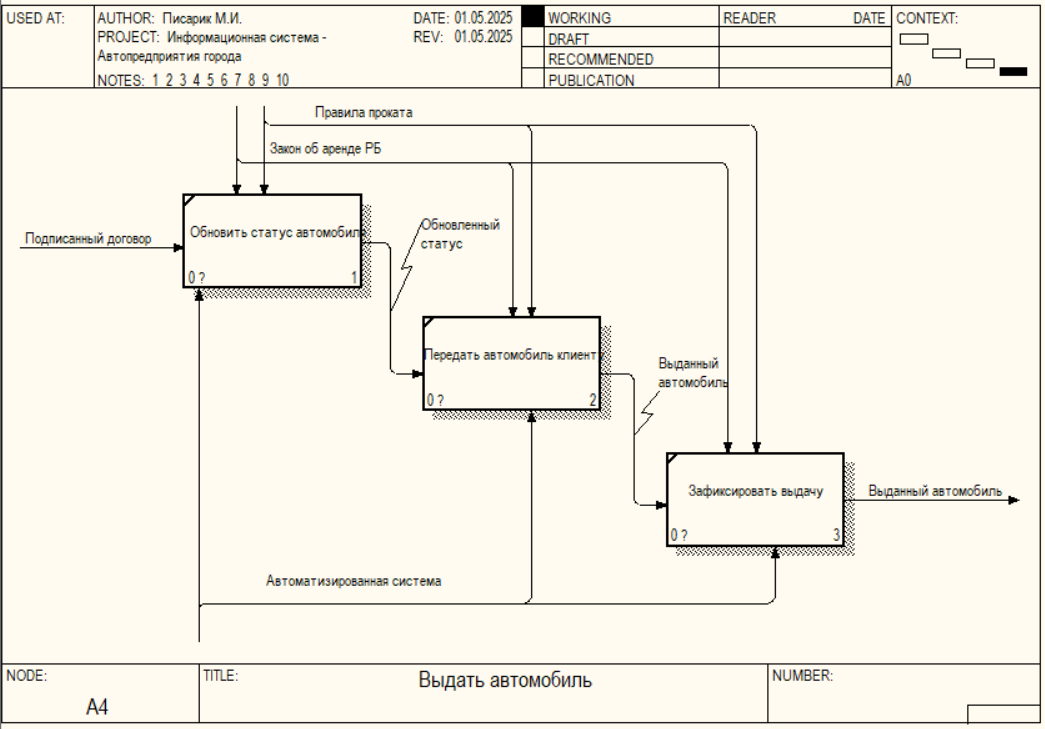 USED AT:
AUTHOR: Писарик М.И.
DATE: 01.05.2025
PROJECT: Информационная система -
REV: 01.05.2025
Автопредприятия города
NOTES: 1 2 3 4 5 6 7 8 9 10
WORKING
DRAFT
RECOMMENDED
PUBLICATION
READER
DATE
CONTEXT:
A0
Правила проката
Закон об аренде РБ
Подписанный договор
Обновить статус автомобил
0 ?
1
Обновленный
статус
Передать автомобиль клиент
0 ?
2
Выданный
автомобиль
Зафиксировать выдачу
0 ?
3
Выданный автомобиль
Автоматизированная система
NODE:
A4
TITLE:
Выдать автомобиль
NUMBER: